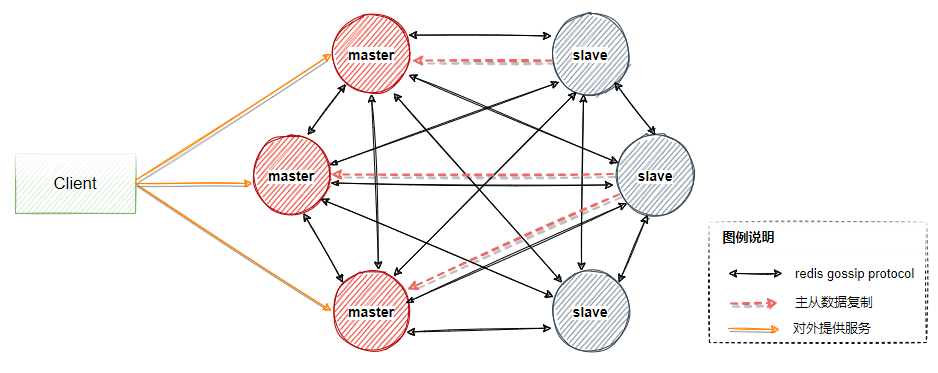 master
slave
Client
master
slave
图例说明
redis gossip protocol
主从数据复制
对外提供服务
master
slave